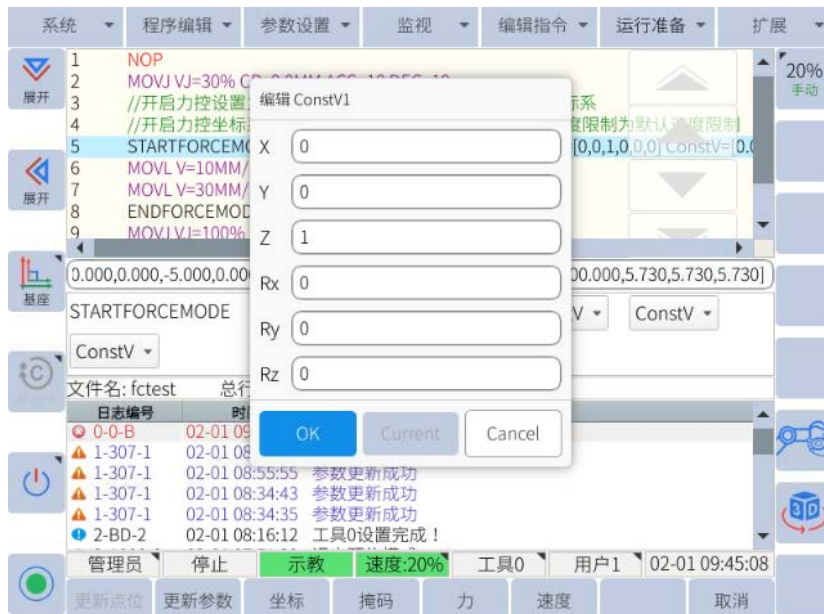 系统 程序编辑 参数设置 监视 编辑指令 运行准备 扩展
展开
展开
基座
20%
手动
1 NOP
2 MOVJ VJ=30%
3 //开启力控设置 标系
4 //开启力控坐标 度限制为默认速度限制
5 STARTFORCEMO [0,0,1,0,0,0] ConstV=[0.0
6 MOVL V=10MM/
7 MOVL V=30MM/
8 ENDFORCEMOD
9 MOVJ VJ=100%
0.000,0.000,-5.000,0.00 00.000,5.730,5.730,5.730]
STARTFORCEMODE V ConstV
ConstV
编辑 ConstV1
X 0
Y 0
Z 1
Rx 0
Ry 0
Rz 0
OK Current Cancel
文件名: fctest 总行
日志编号 时
0-0-B 02-01 09
1-307-1 02-01 08
1-307-1 02-01 08:55:55 参数更新成功
1-307-1 02-01 08:34:43 参数更新成功
1-307-1 02-01 08:34:35 参数更新成功
2-BD-2 02-01 08:16:12 工具0设置完成！
管理员 停止 示教 速度:20% 工具0 用户1 02-01 09:45:08
更新点位 更新参数 坐标 掩码 力 速度 取消
3D